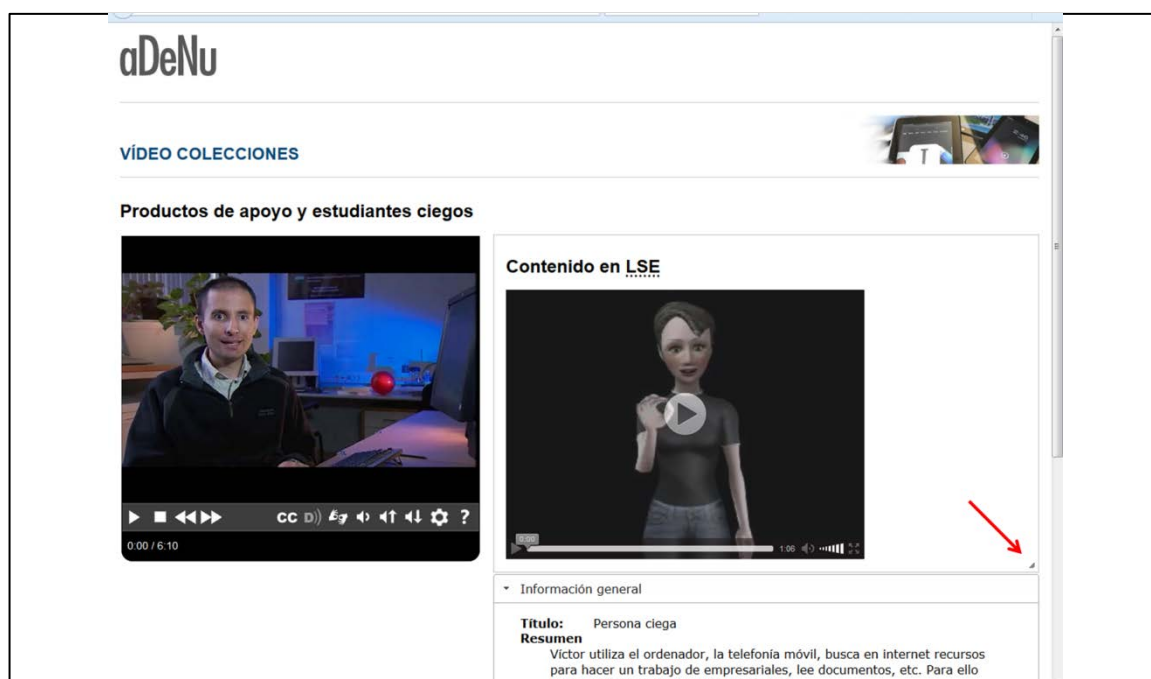 aDeNu
VÍDEO COLECCIONES
Productos de apoyo y estudiantes ciegos
Contenido en LSE
CC D))
?
0:00 / 6:10
0:00
1:06
Información general
Título: Persona ciega
Resumen
Víctor utiliza el ordenador, la telefonía móvil, busca en internet recursos
para hacer un trabajo de empresariales, lee documentos, etc. Para ello